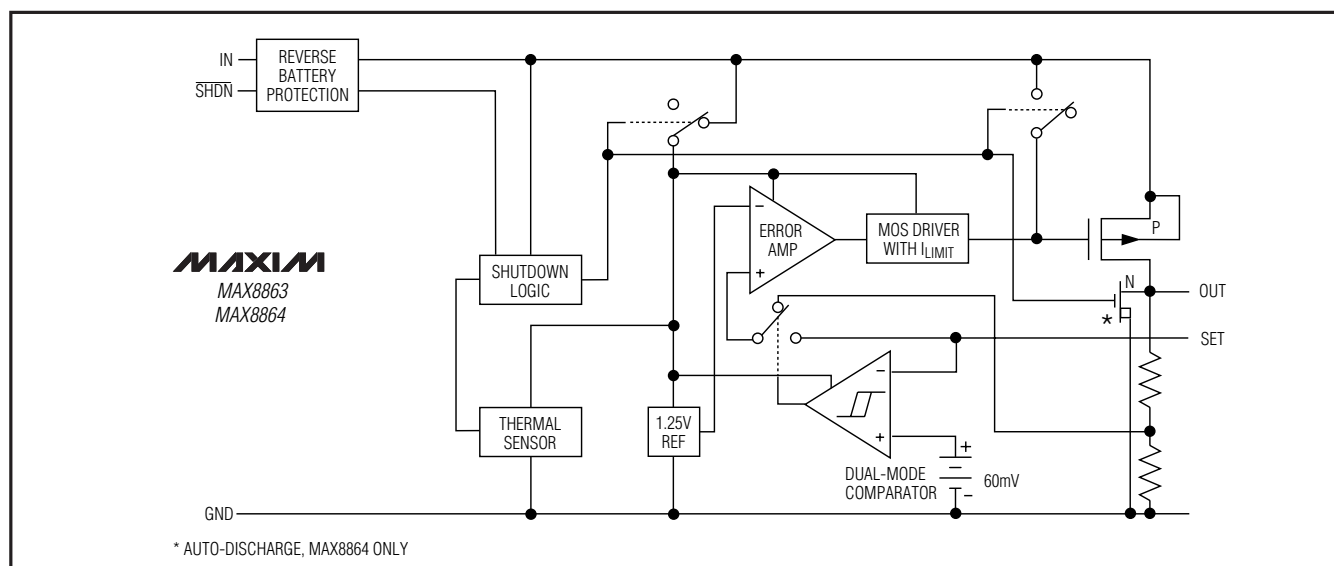 IN
SHDN
REVERSE
BATTERY
PROTECTION
MAXIM
MAX8863
MAX8864
SHUTDOWN
LOGIC
THERMAL
SENSOR
1.25V
REF
−
ERROR
AMP
+
MOS DRIVER
WITH ILIMIT
P
N
*
OUT
SET
−
+
DUAL-MODE
COMPARATOR
+
60mV
−
GND
* AUTO-DISCHARGE, MAX8864 ONLY